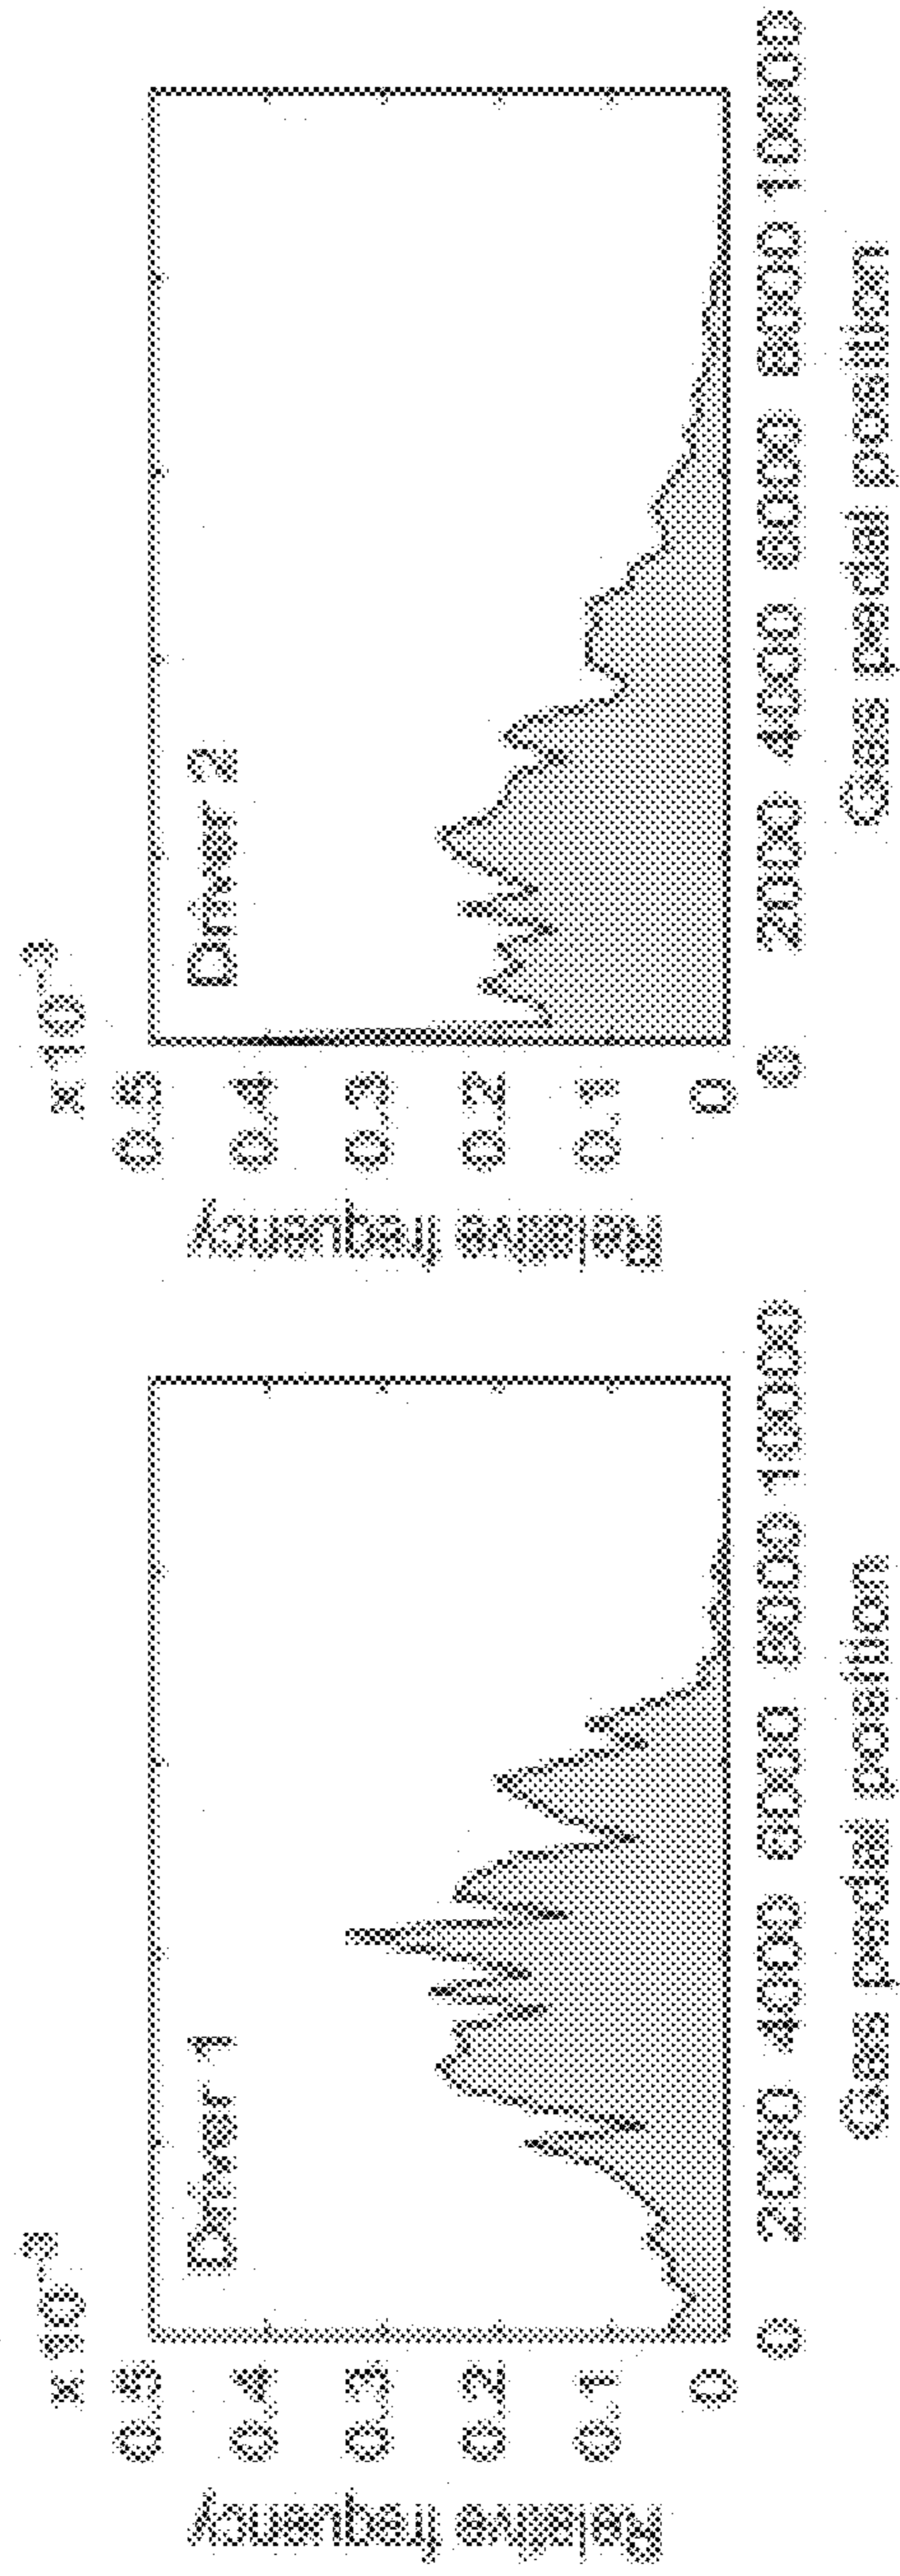 x 10-3
0.5
0.4
0.3
0.2
0.1
0
Relative frequency
Driver 1
0 2000 4000 6000 8000 10000
Gas pedal position
x 10-3
0.5
0.4
0.3
0.2
0.1
0
Relative frequency
Driver 2
0 2000 4000 6000 8000 10000
Gas pedal position